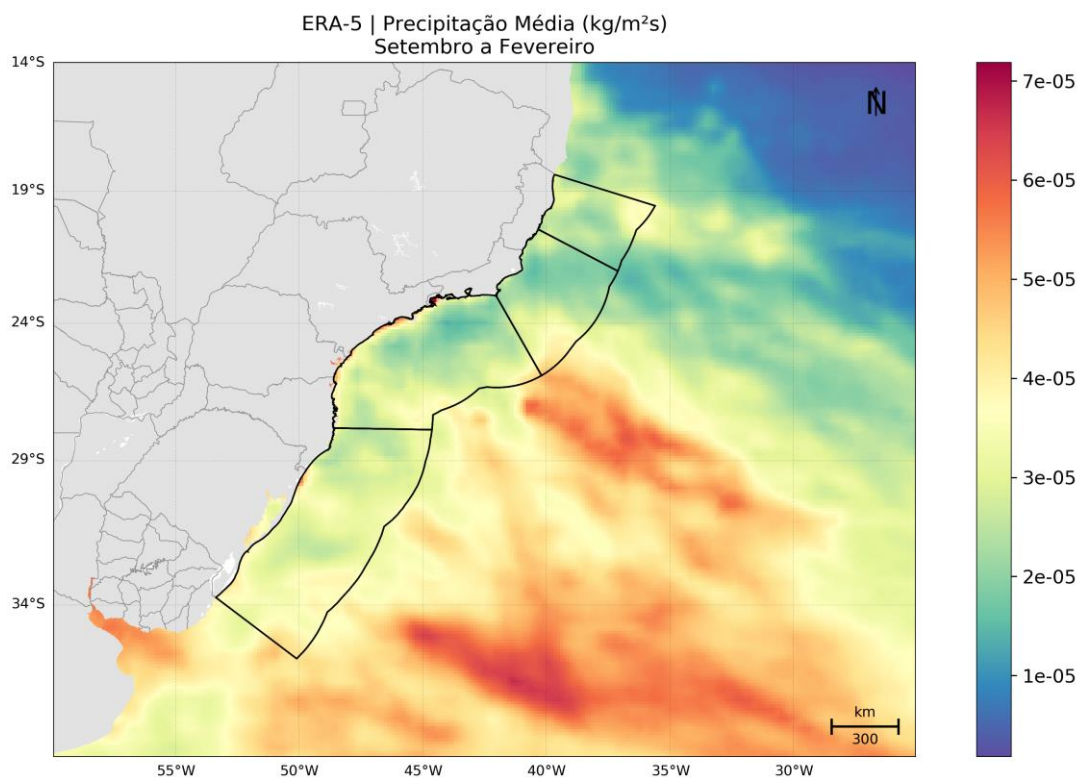 ERA-5 | Precipitação Média (kg/m²s)
Setembro a Fevereiro
14°S
19°S
24°S
29°S
34°S
55°W
50°W
45°W
40°W
35°W
30°W
N
km
300
7e-05
6e-05
5e-05
4e-05
3e-05
2e-05
1e-05